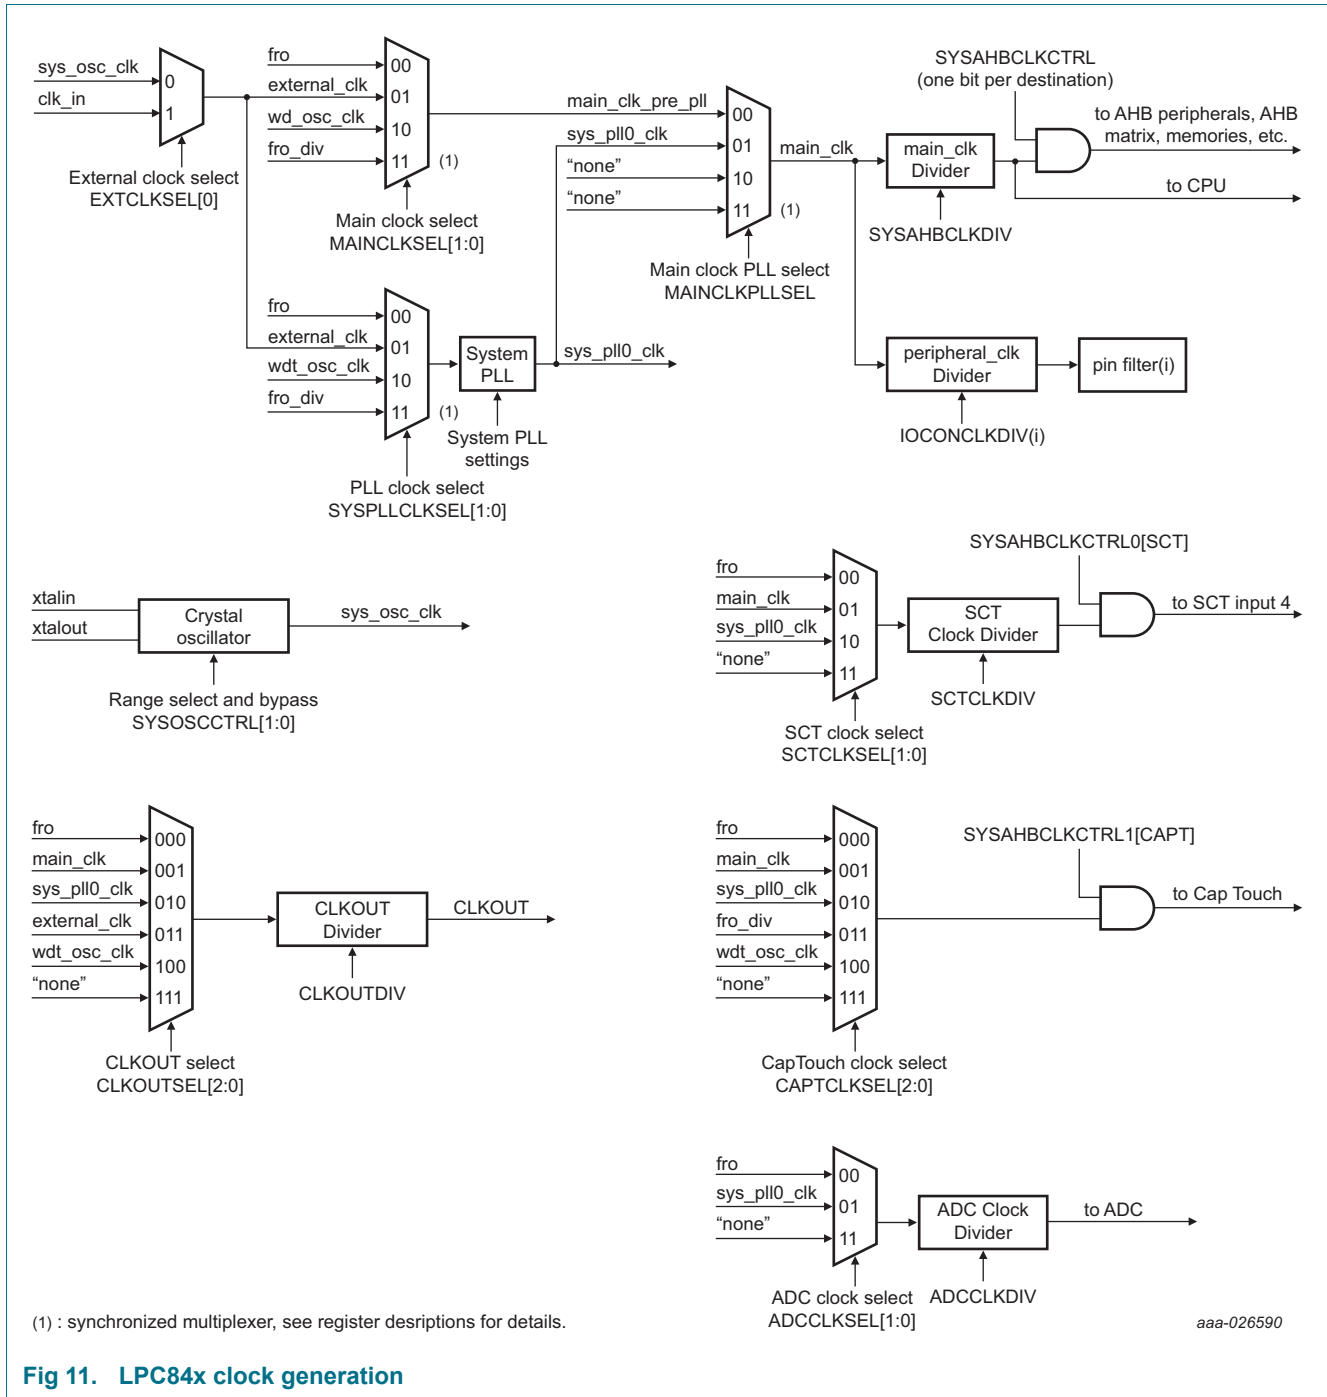 sys_osc_clk
clk_in
0
1
External clock select
EXTCLKSEL[0]
fro
external_clk
wd_osc_clk
fro_div
00
01
10
11
(1)
Main clock select
MAINCLKSEL[1:0]
main_clk_pre_pll
sys_pll0_clk
“none”
“none”
00
01
10
11
(1)
Main clock PLL select
MAINCLKPLLSEL
main_clk
main_clk
Divider
SYSAHBCLKDIV
SYSAHBCLKCTRL
(one bit per destination)
to AHB peripherals, AHB
matrix, memories, etc.
to CPU
fro
external_clk
wdt_osc_clk
fro_div
00
01
10
11
(1)
PLL clock select
SYSPLLCLKSEL[1:0]
System
PLL
System PLL
settings
sys_pll0_clk
peripheral_clk
Divider
IOCONCLKDIV(i)
pin filter(i)
xtalin
xtalout
Crystal
oscillator
sys_osc_clk
Range select and bypass
SYSOSCCTRL[1:0]
fro
main_clk
sys_pll0_clk
“none”
00
01
10
11
SCT clock select
SCTCLKSEL[1:0]
SCT
Clock Divider
SCTCLKDIV
SYSAHBCLKCTRL0[SCT]
to SCT input 4
fro
main_clk
sys_pll0_clk
external_clk
wdt_osc_clk
“none”
000
001
010
011
100
111
CLKOUT select
CLKOUTSEL[2:0]
CLKOUT
Divider
CLKOUTDIV
CLKOUT
fro
main_clk
sys_pll0_clk
fro_div
wdt_osc_clk
“none”
000
001
010
011
100
111
CapTouch clock select
CAPTCLKSEL[2:0]
SYSAHBCLKCTRL1[CAPT]
to Cap Touch
fro
sys_pll0_clk
“none”
00
01
11
ADC clock select
ADCCLKSEL[1:0]
ADC Clock
Divider
ADCCLKDIV
to ADC
(1) : synchronized multiplexer, see register desriptions for details.
aaa-026590
Fig 11. LPC84x clock generation